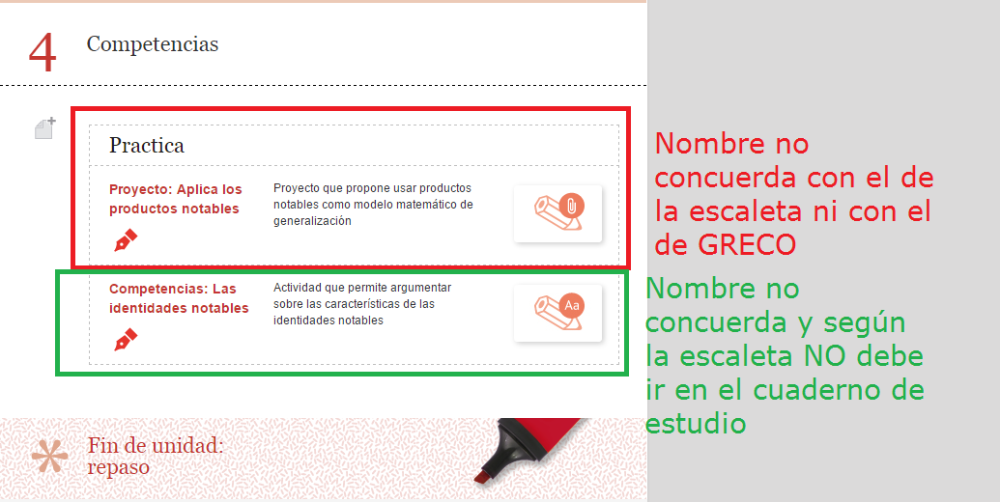 4
Competencias
Practica
Proyecto: Aplica los
productos notables
Proyecto que propone usar productos
notables como modelo matemático de
generalización
Nombre no
concuerda con el de
la escaleta ni con el
de GRECO
Competencias: Las
identidades notables
Actividad que permite argumentar
sobre las características de las
identidades notables
Aa
Nombre no
concuerda y según
la escaleta NO debe
ir en el cuaderno de
estudio
Fin de unidad:
repaso